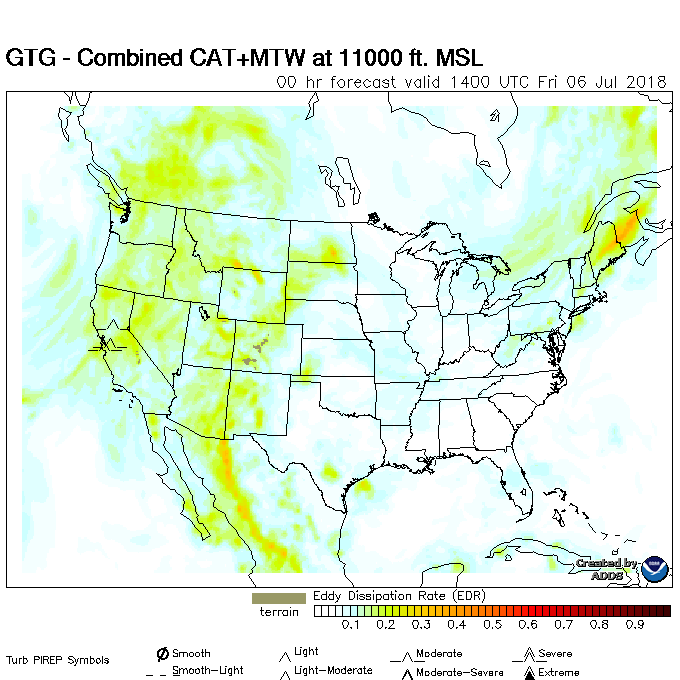 GTG - Combined CAT+MTW at 11000 ft. MSL
00 hr forecast valid 1400 UTC Fri 06 Jul 2018
Created by
ADDS
Eddy Dissipation Rate (EDR)
terrain
0.1 0.2 0.3 0.4 0.5 0.6 0.7 0.8 0.9
Turb PIREP Symbols
Smooth Light Moderate Severe
Smooth-Light Light-Moderate Moderate-Severe Extreme